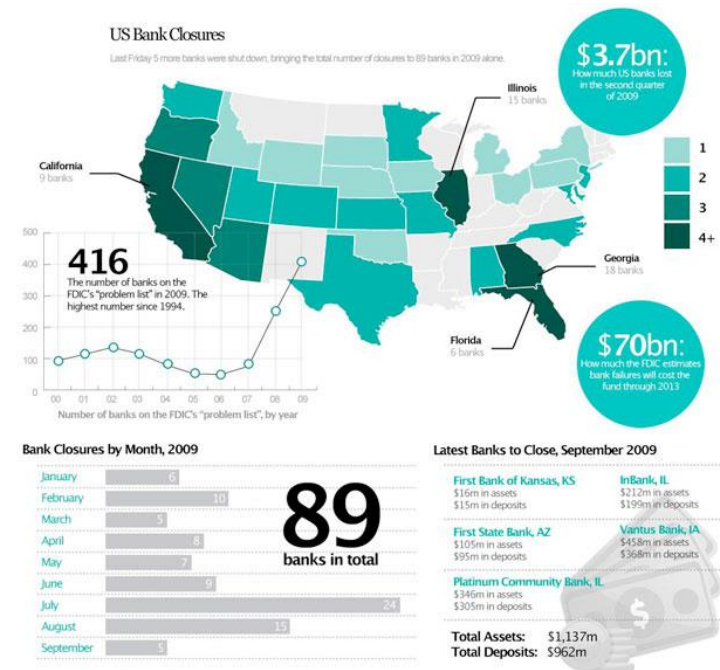 US Bank Closures
Last Friday 5 more banks were shut down, bringing the total number of closures to 89 banks in 2009 alone.
$3.7bn:
How much US banks lost
in the second quarter
of 2009
Illinois
15 banks
California
9 banks
1
2
3
4+
Georgia
18 banks
Florida
6 banks
416
The number of banks on the
FDIC's "problem list" in 2009. The
highest number since 1994.
500
400
300
200
100
0
00 01 02 03 04 05 06 07 08 09
Number of banks on the FDIC's "problem list", by year
$70bn:
How much the FDIC estimates
bank failures will cost the
fund through 2013
Bank Closures by Month, 2009
January 6
February 10
March 5
April 8
May 7
June 9
July 24
August 15
September 5
89
banks in total
Latest Banks to Close, September 2009
First Bank of Kansas, KS
$16m in assets
$15m in deposits
InBank, IL
$212m in assets
$199m in deposits
First State Bank, AZ
$105m in assets
$95m in deposits
Vantus Bank, IA
$458m in assets
$368m in deposits
Platinum Community Bank, IL
$346m in assets
$305m in deposits
$
Total Assets: $1,137m
Total Deposits: $962m